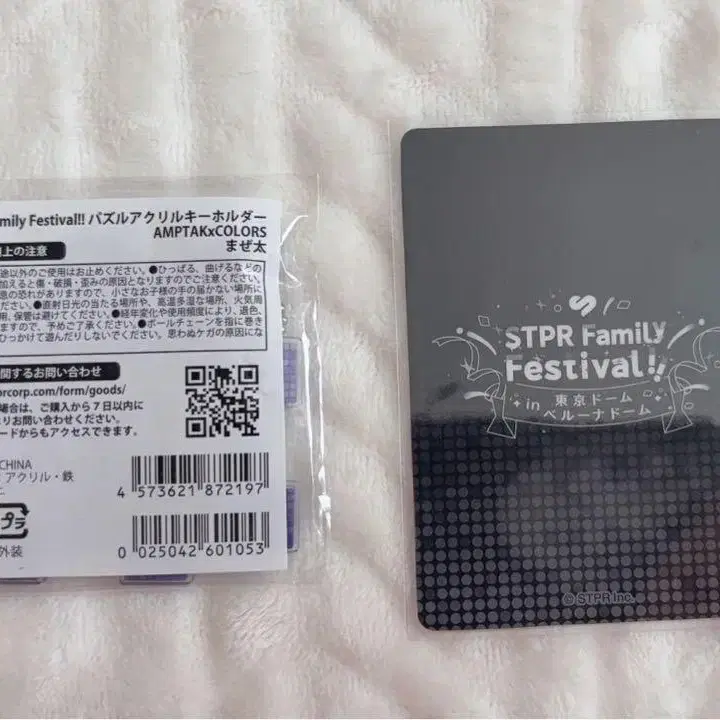 amily Festival!! パズルアクリルキーホルダー
AMPTAKxCOLORS
まぜ太
上の注意
途以外のご使用はお止めください。●ひっぱる、曲げるなどの
加えると傷・破損・歪みの原因となりますのでご注意ください。
意の恐れがありますので、小さなお子様の手の届かない場所に
ださい。●直射日光の当たる場所や、高温多湿な場所、火気周
用、保管は避けてください。●経年変化や使用頻度により、退色、
ますので、予めご了承ください。●ボールチェーンを指に巻き
ひっかけて遊んだりしないでください。思わぬケガの原因にな
関するお問い合わせ
rcorp.com/form/goods/
場合は、ご購入から7日以内に
よりお問い合わせください。
ードからもアクセスできます。
CHINA
アクリル・鉄
4 573621 872197
プラ
外装
0 025042 601053
STPR Family
Festival!!
in 東京ドーム
ベルーナドーム
© STPR Inc.